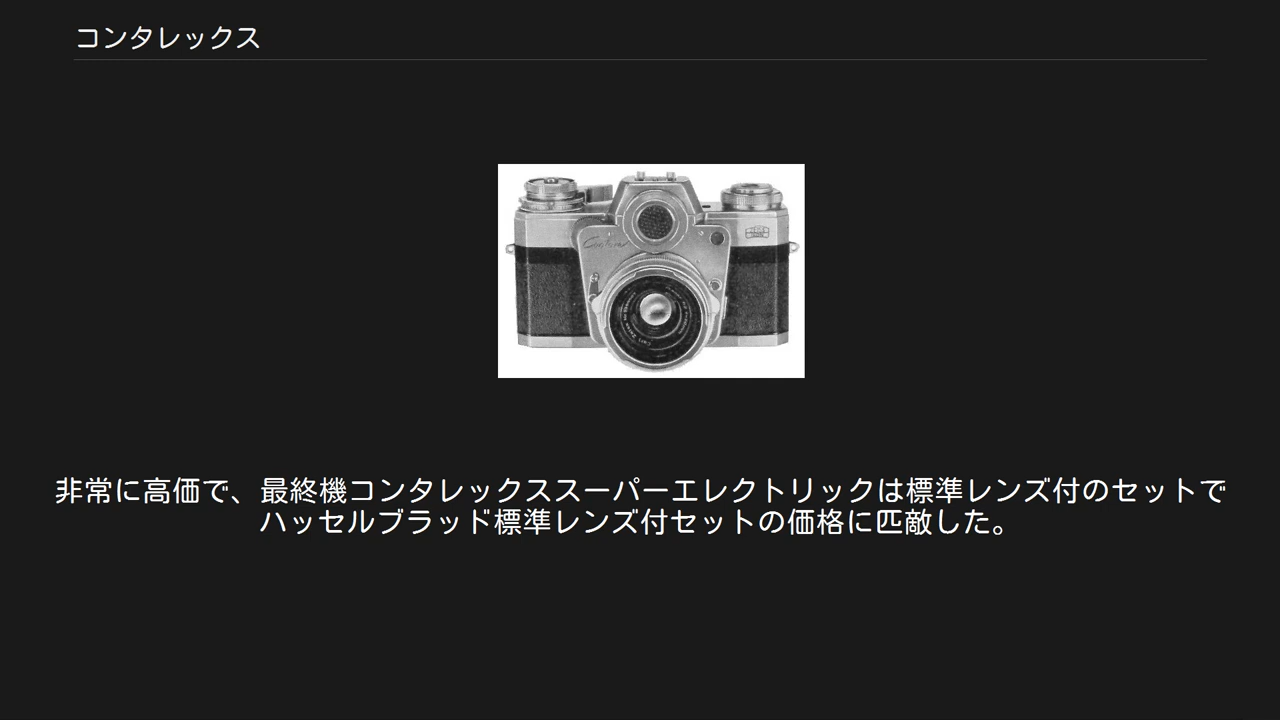 コンタレックス
非常に高価で、最終機コンタレックススーパーエレクトリックは標準レンズ付のセットで
ハッセルブラッド標準レンズ付セットの価格に匹敵した。